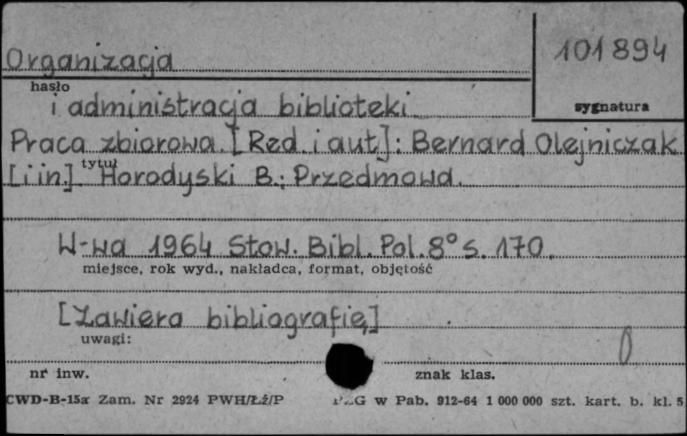 Organizacja
101894
hasło
sygnatura
i administracja biblioteki.
Praca zbiorowa. [Red. i aut]: Bernard Olejniczak
tytuł
[i in.] Horodyski B.: Przedmowa.
W-wa 1964 Stow. Bibl. Pol. 8° s. 170.
miejsce, rok wyd., nakładca, format, objętość
[Zawiera bibliografię]
uwagi:
nr inw.
znak klas.
CWD-B-15a Zam. Nr 2924 PWH/Łź/P
PZG w Pab. 912-64 1 000 000 szt. kart. b. kl. 5